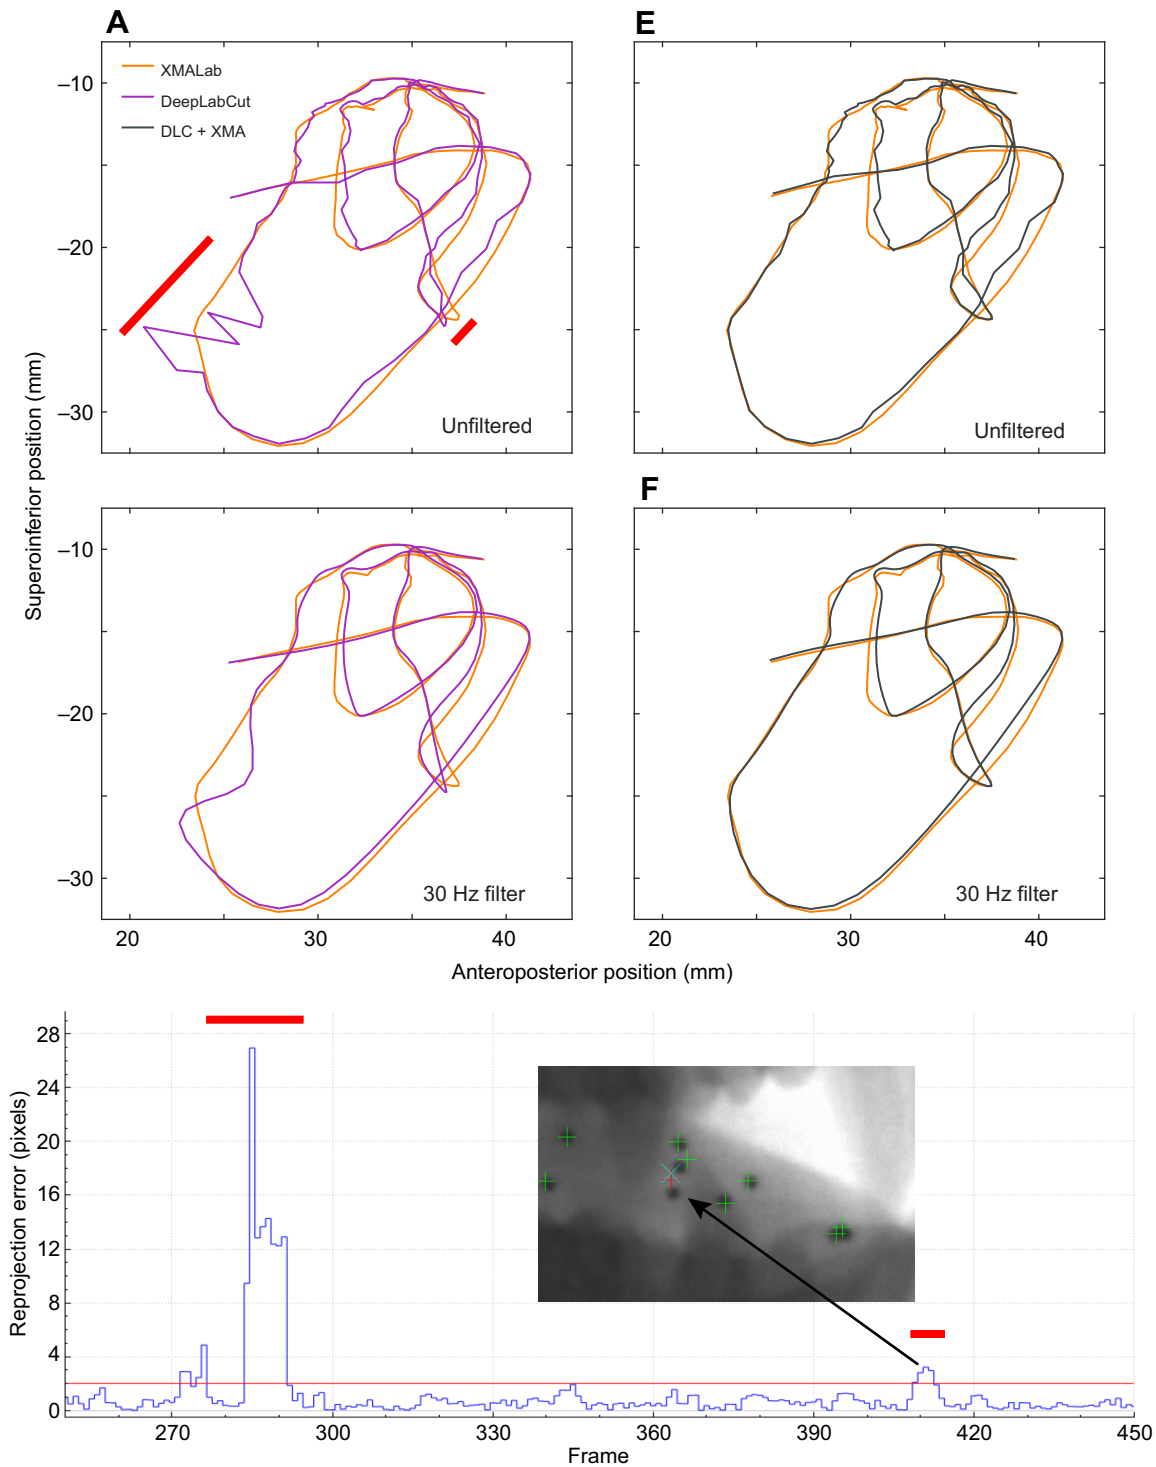 A
E
XMALab
DeepLabCut
DLC + XMA
–10
–20
–30
Unfiltered
Unfiltered
Superoinferior position (mm)
F
–10
–20
–30
30 Hz filter
30 Hz filter
20 30 40 20 30 40
Anteroposterior position (mm)
Reprojection error (pixels)
28
24
20
16
12
8
4
0
270 300 330 360 390 420 450
Frame